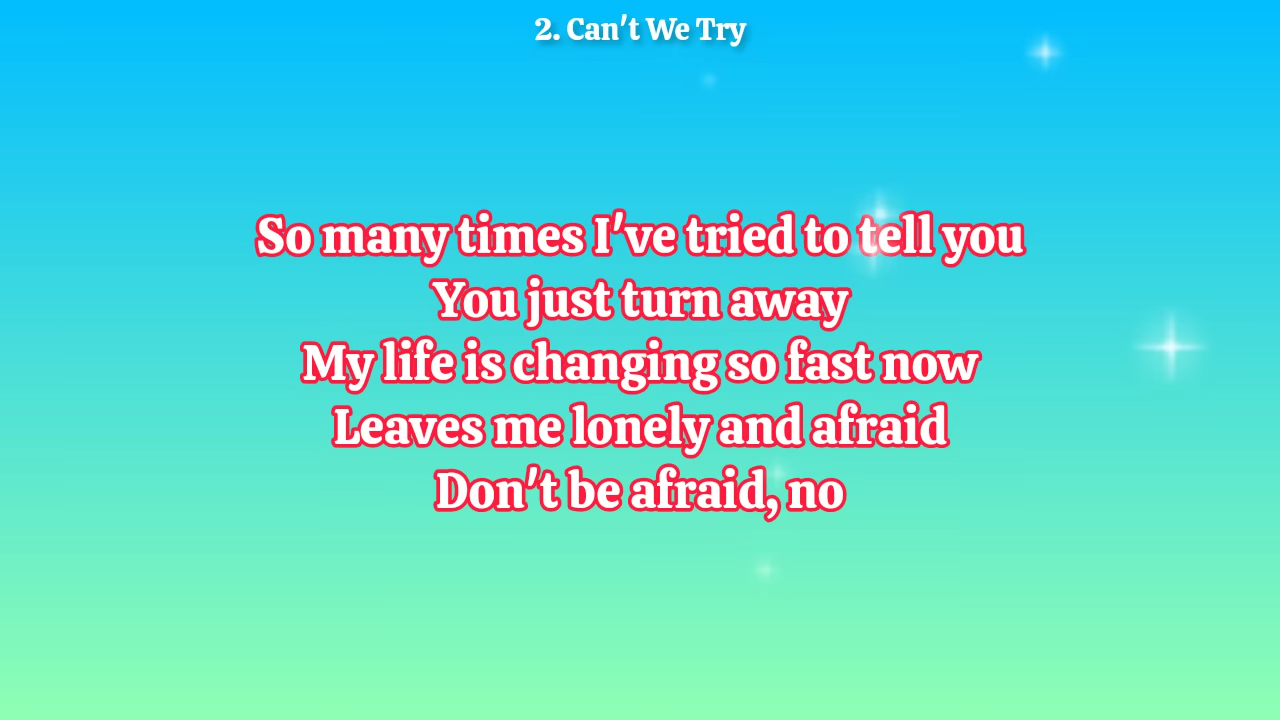 2. Can't We Try
So many times I've tried to tell you
You just turn away
My life is changing so fast now
Leaves me lonely and afraid
Don't be afraid, no